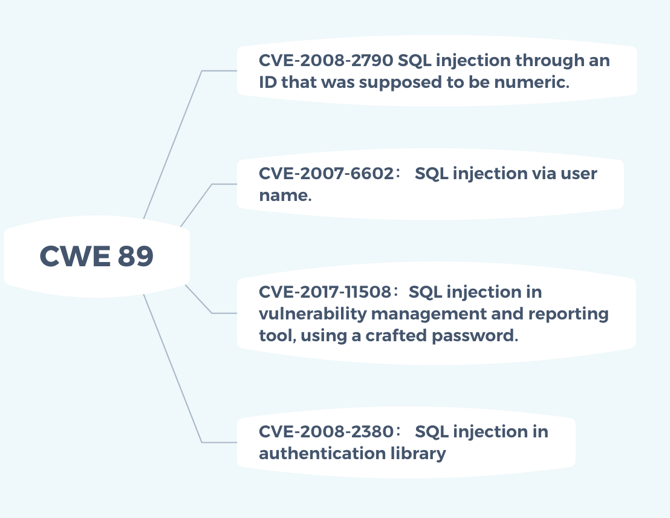 CVE-2008-2790 SQL injection through an
ID that was supposed to be numeric.
CVE-2007-6602： SQL injection via user
name.
CWE 89
CVE-2017-11508：SQL injection in
vulnerability management and reporting
tool, using a crafted password.
CVE-2008-2380： SQL injection in
authentication library